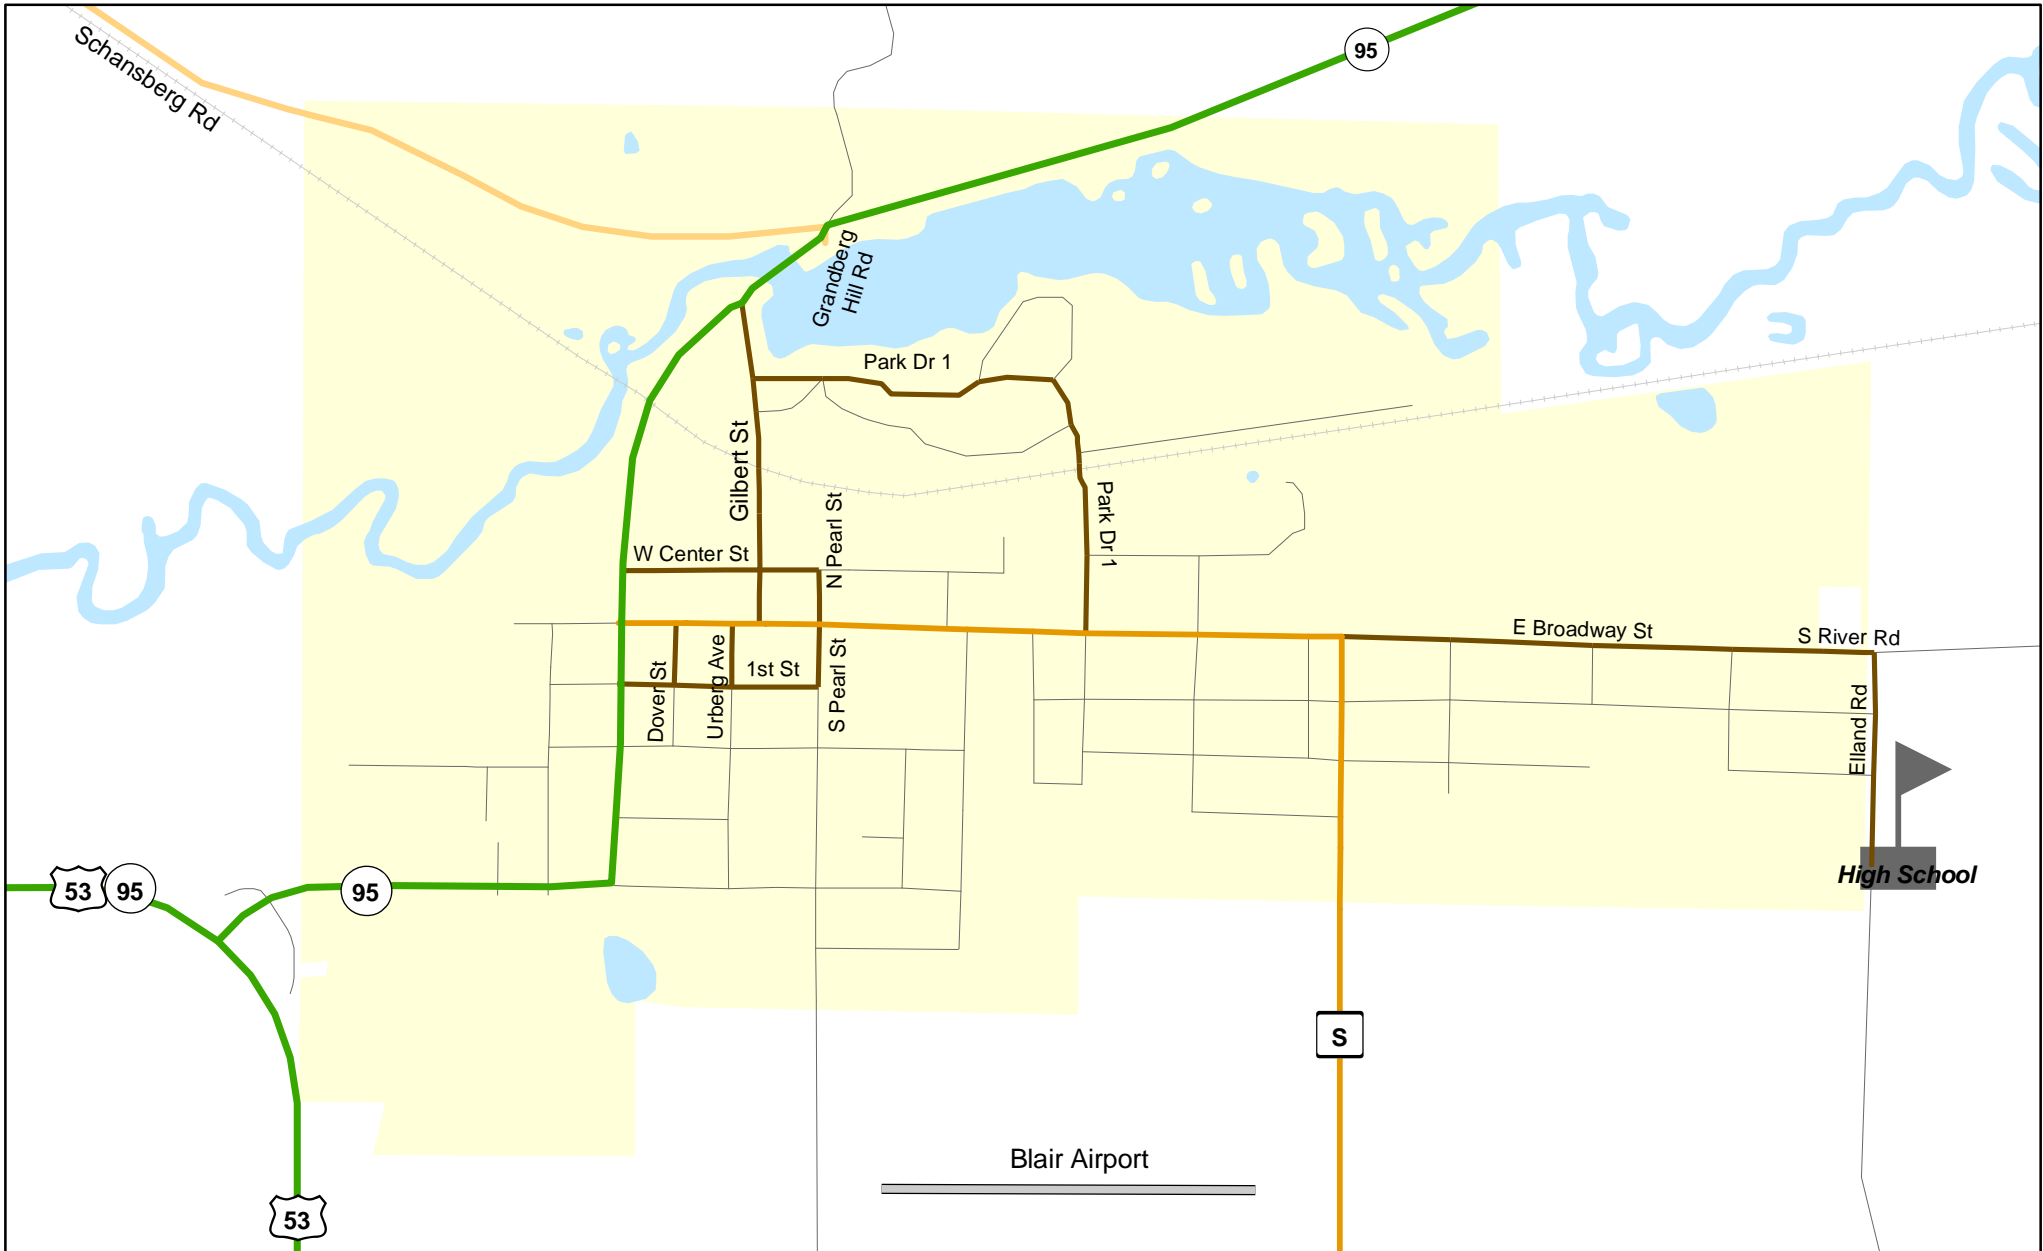 95
Schansberg Rd
Grandberg
Hill Rd
Park Dr 1
Gilbert St
N Pearl St
Park Dr 1
W Center St
E Broadway St
S River Rd
Dover St
Urberg Ave
1st St
S Pearl St
Elland Rd
High School
53
95
95
S
Blair Airport
53